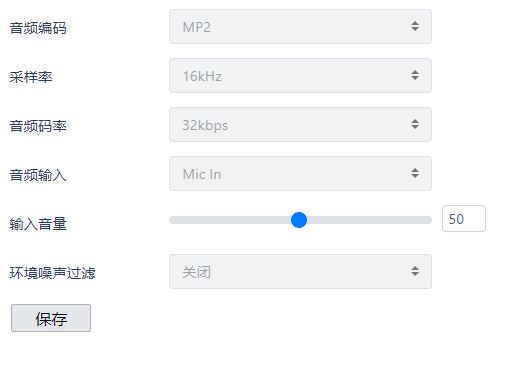 音频编码 MP2
采样率 16kHz
音频码率 32kbps
音频输入 Mic In
输入音量 50
环境噪声过滤 关闭
保存